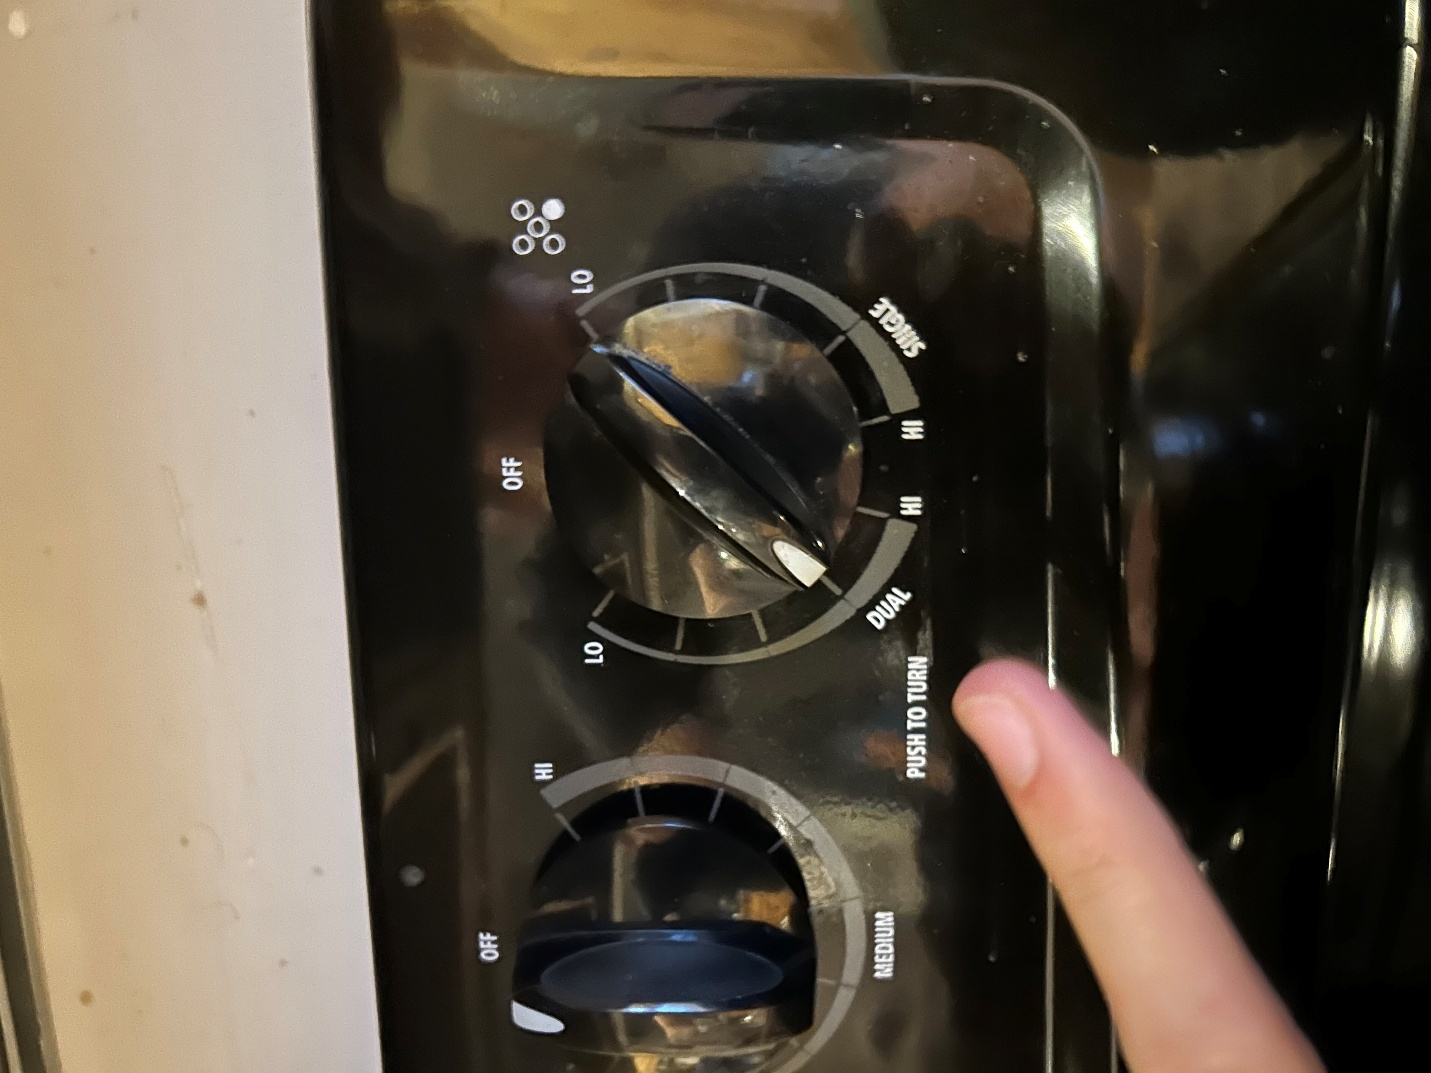 LO
SINGLE
HI
OFF
HI
DUAL
LO
PUSH TO TURN
HI
OFF
MEDIUM